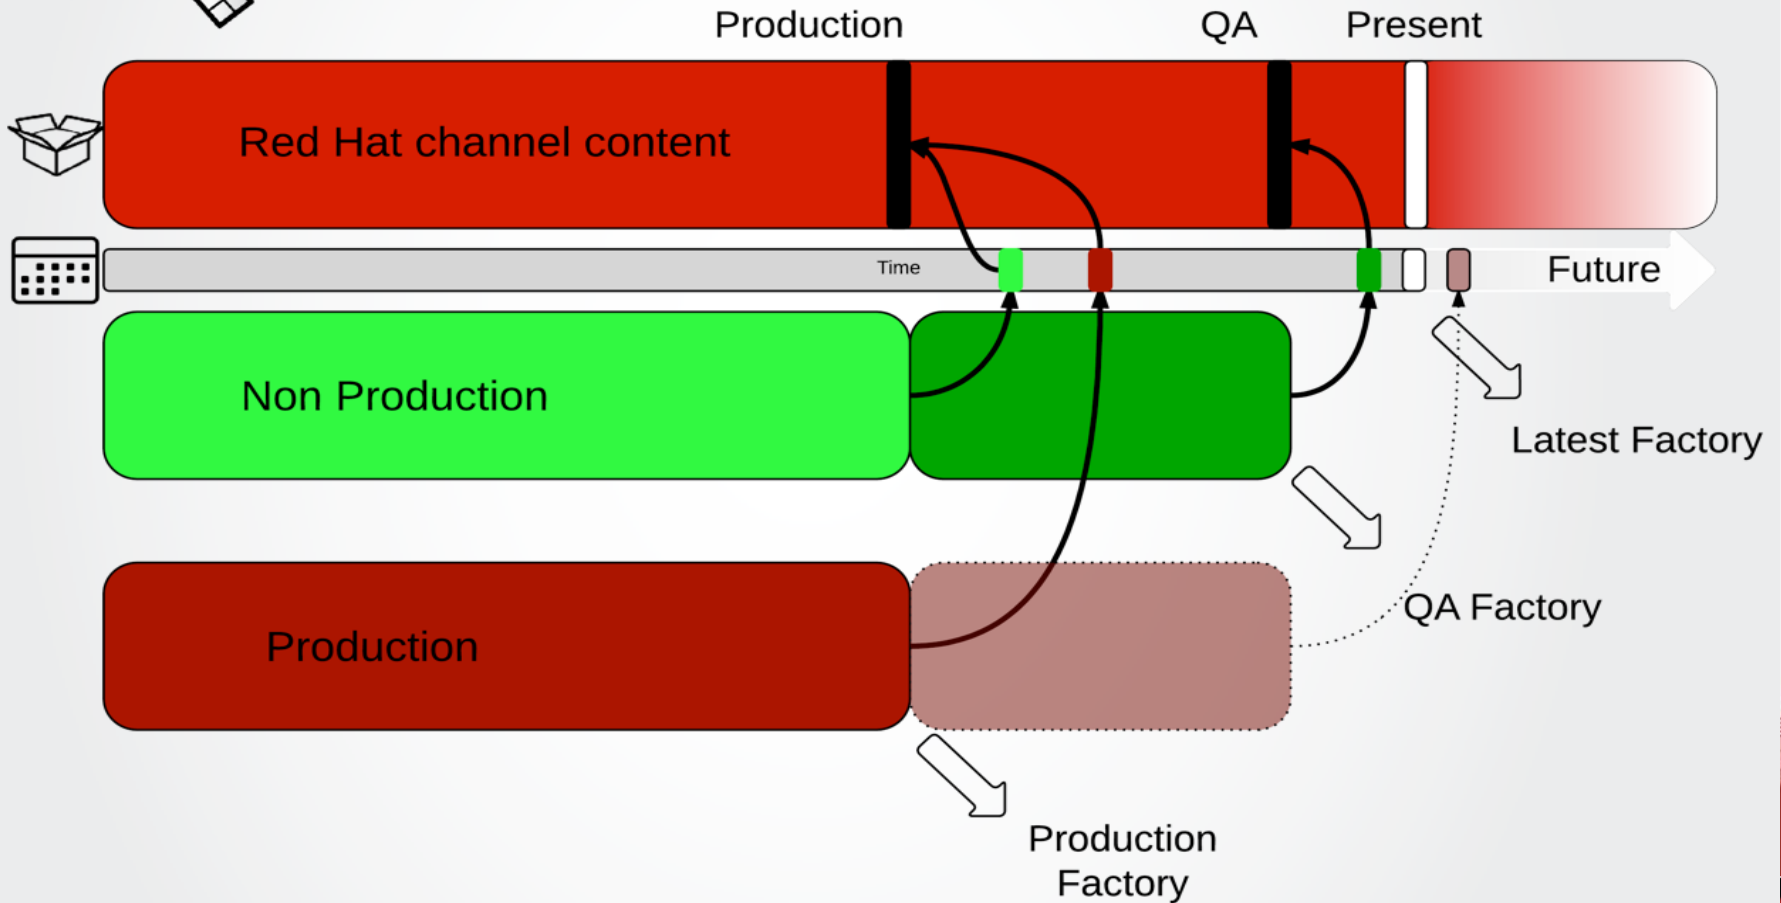 Production
QA
Present
Red Hat channel content
Time
Future
Non Production
Latest Factory
QA Factory
Production
Production
Factory